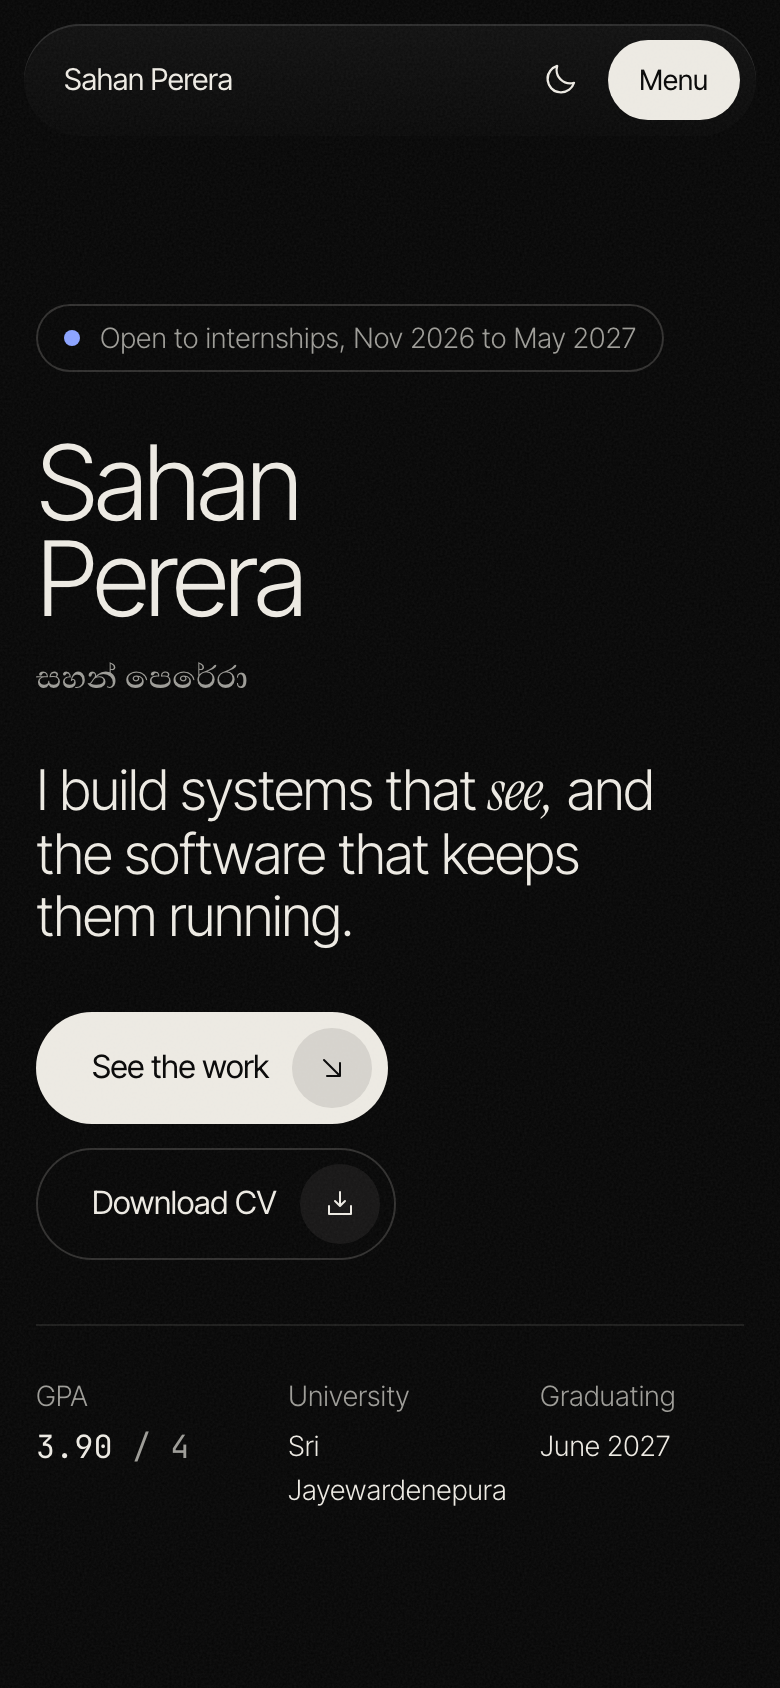 Sahan Perera
Menu
Open to internships, Nov 2026 to May 2027
Sahan
Perera
සහන් පෙරේරා
I build systems that see, and
the software that keeps
them running.
See the work
Download CV
GPA
3.90 / 4
University
Sri
Jayewardenepura
Graduating
June 2027